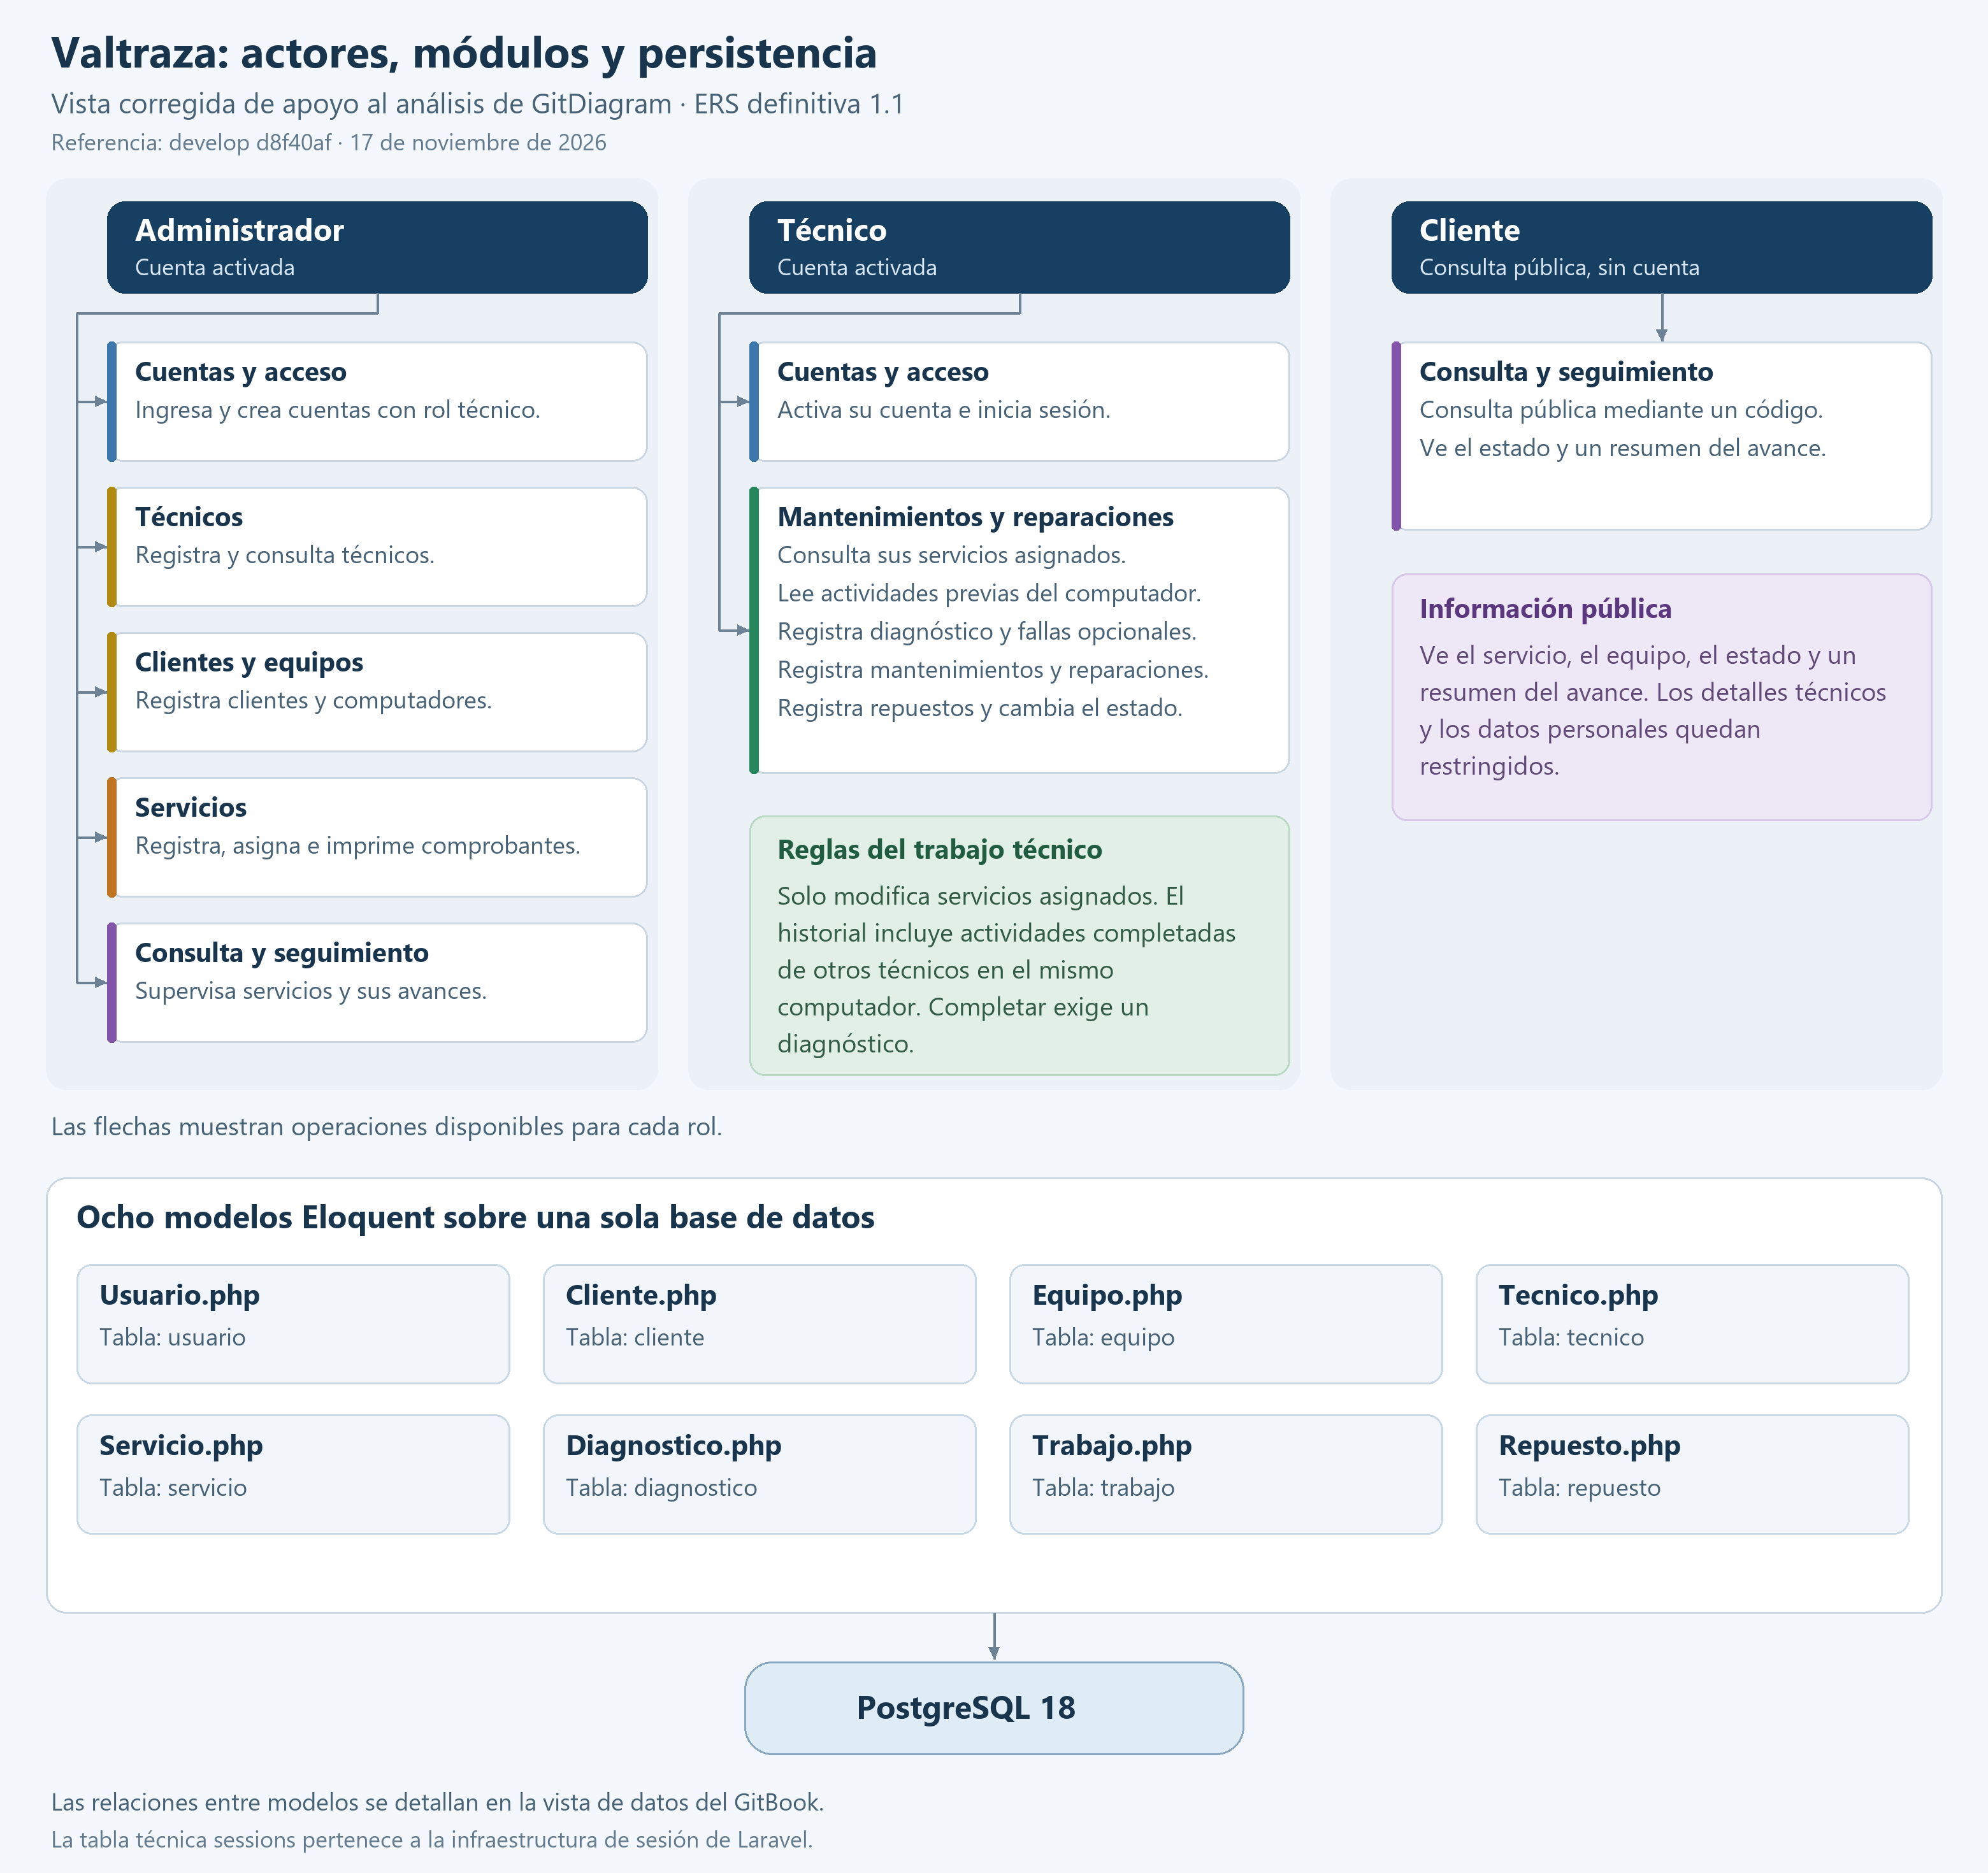 Valtraza: actores, módulos y persistencia
Vista corregida de apoyo al análisis de GitDiagram · ERS definitiva 1.1
Referencia: develop d8f40af · 17 de noviembre de 2026
Administrador
Cuenta activada
Cuentas y acceso
Ingresa y crea cuentas con rol técnico.
Técnicos
Registra y consulta técnicos.
Clientes y equipos
Registra clientes y computadores.
Servicios
Registra, asigna e imprime comprobantes.
Consulta y seguimiento
Supervisa servicios y sus avances.
Técnico
Cuenta activada
Cuentas y acceso
Activa su cuenta e inicia sesión.
Mantenimientos y reparaciones
Consulta sus servicios asignados.
Lee actividades previas del computador.
Registra diagnóstico y fallas opcionales.
Registra mantenimientos y reparaciones.
Registra repuestos y cambia el estado.
Reglas del trabajo técnico
Solo modifica servicios asignados. El
historial incluye actividades completadas
de otros técnicos en el mismo
computador. Completar exige un
diagnóstico.
Cliente
Consulta pública, sin cuenta
Consulta y seguimiento
Consulta pública mediante un código.
Ve el estado y un resumen del avance.
Información pública
Ve el servicio, el equipo, el estado y un
resumen del avance. Los detalles técnicos
y los datos personales quedan
restringidos.
Las flechas muestran operaciones disponibles para cada rol.
Ocho modelos Eloquent sobre una sola base de datos
Usuario.php
Tabla: usuario
Cliente.php
Tabla: cliente
Equipo.php
Tabla: equipo
Tecnico.php
Tabla: tecnico
Servicio.php
Tabla: servicio
Diagnostico.php
Tabla: diagnostico
Trabajo.php
Tabla: trabajo
Repuesto.php
Tabla: repuesto
PostgreSQL 18
Las relaciones entre modelos se detallan en la vista de datos del GitBook.
La tabla técnica sessions pertenece a la infraestructura de sesión de Laravel.